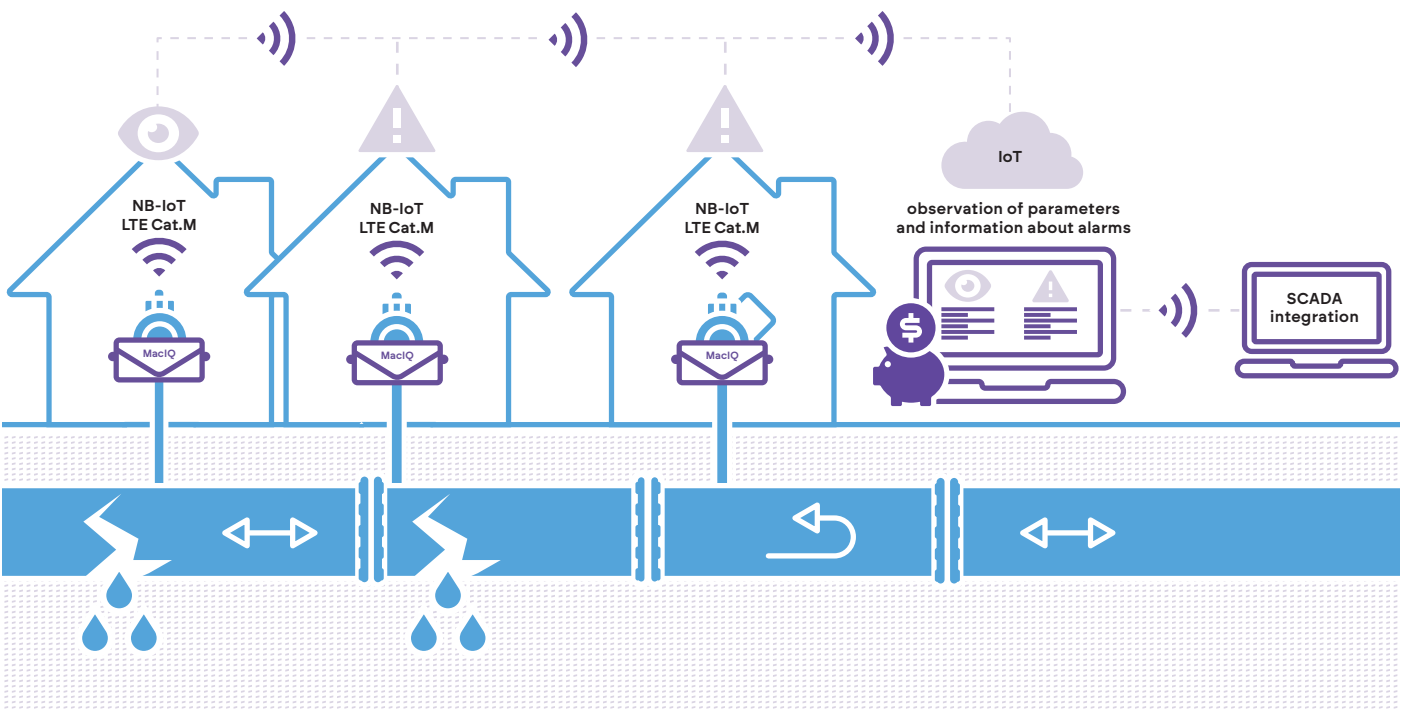 NB-IoT
LTE Cat.M
MacIQ
NB-IoT
LTE Cat.M
MacIQ
NB-IoT
LTE Cat.M
MacIQ
IoT
observation of parameters
and information about alarms
$
SCADA
integration